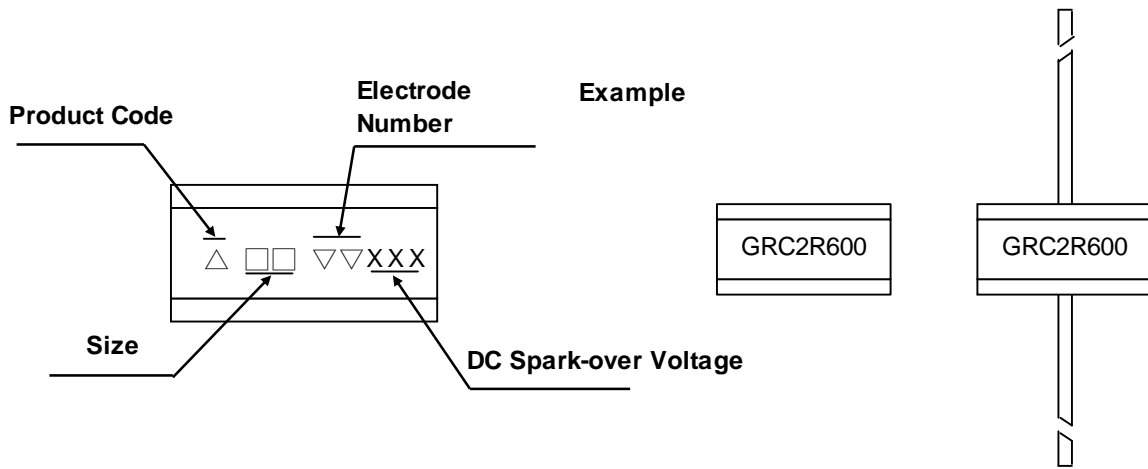 Product Code
Electrode
Number
Example
△ □□ ▽▽XXX
Size
DC Spark-over Voltage
GRC2R600
GRC2R600